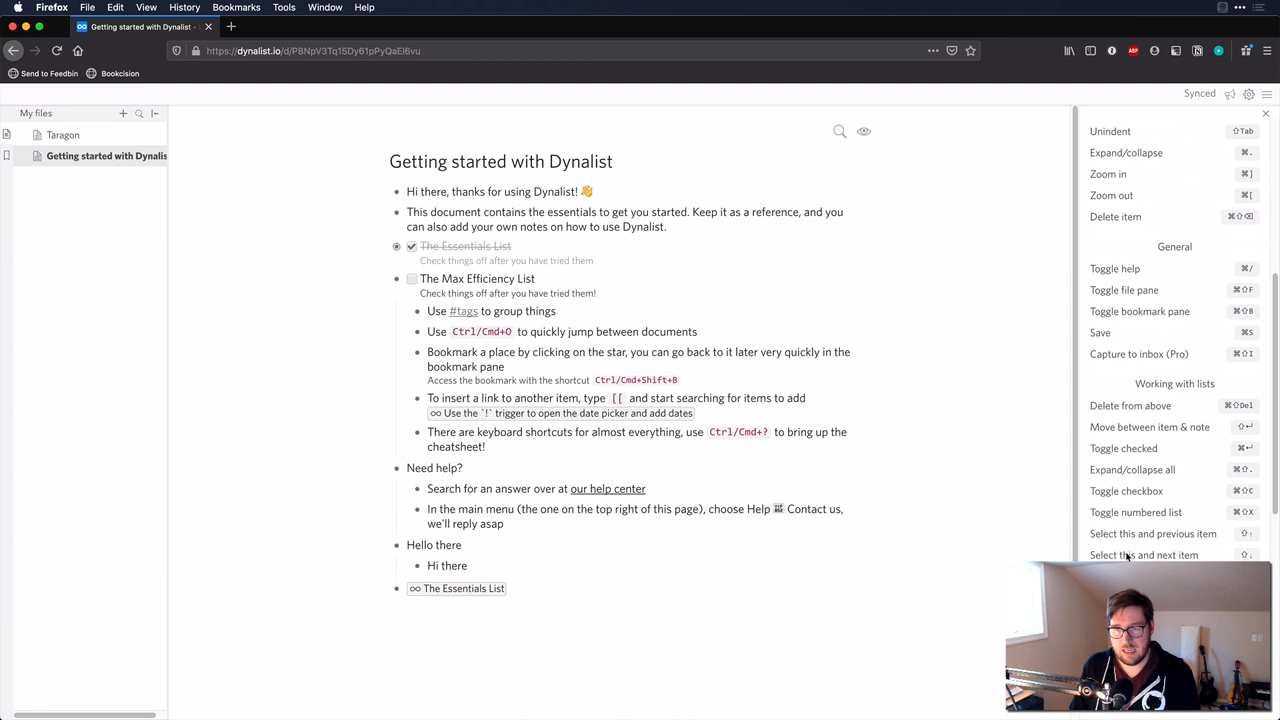 Firefox File Edit View History Bookmarks Tools Window Help
Getting started with Dynalist -
https://dynalist.io/d/P8NpV3Tq15Dy61pPyQaEl6vu
Send to Feedbin Bookcision
Synced
My files
Taragon
Getting started with Dynalis
Getting started with Dynalist
Hi there, thanks for using Dynalist! 👋
This document contains the essentials to get you started. Keep it as a reference, and you
can also add your own notes on how to use Dynalist.
The Essentials List
Check things off after you have tried them
The Max Efficiency List
Check things off after you have tried them!
Use #tags to group things
Use Ctrl/Cmd+O to quickly jump between documents
Bookmark a place by clicking on the star, you can go back to it later very quickly in the
bookmark pane
Access the bookmark with the shortcut Ctrl/Cmd+Shift+B
To insert a link to another item, type [[ and start searching for items to add
Use the `!` trigger to open the date picker and add dates
There are keyboard shortcuts for almost everything, use Ctrl/Cmd+? to bring up the
cheatsheet!
Need help?
Search for an answer over at our help center
In the main menu (the one on the top right of this page), choose Help Contact us,
we'll reply asap
Hello there
Hi there
The Essentials List
Unindent ⇧Tab
Expand/collapse ⌘.
Zoom in ⌘]
Zoom out ⌘[
Delete item ⌘⇧⌫
General
Toggle help ⌘/
Toggle file pane ⌘⇧F
Toggle bookmark pane ⌘⇧B
Save ⌘S
Capture to inbox (Pro) ⌘⇧I
Working with lists
Delete from above ⌘⇧Del
Move between item & note ⇧↵
Toggle checked ⌘↵
Expand/collapse all ⌘⇧.
Toggle checkbox ⌘⇧C
Toggle numbered list ⌘⇧X
Select this and previous item ⇧↑
Select this and next item ⇧↓